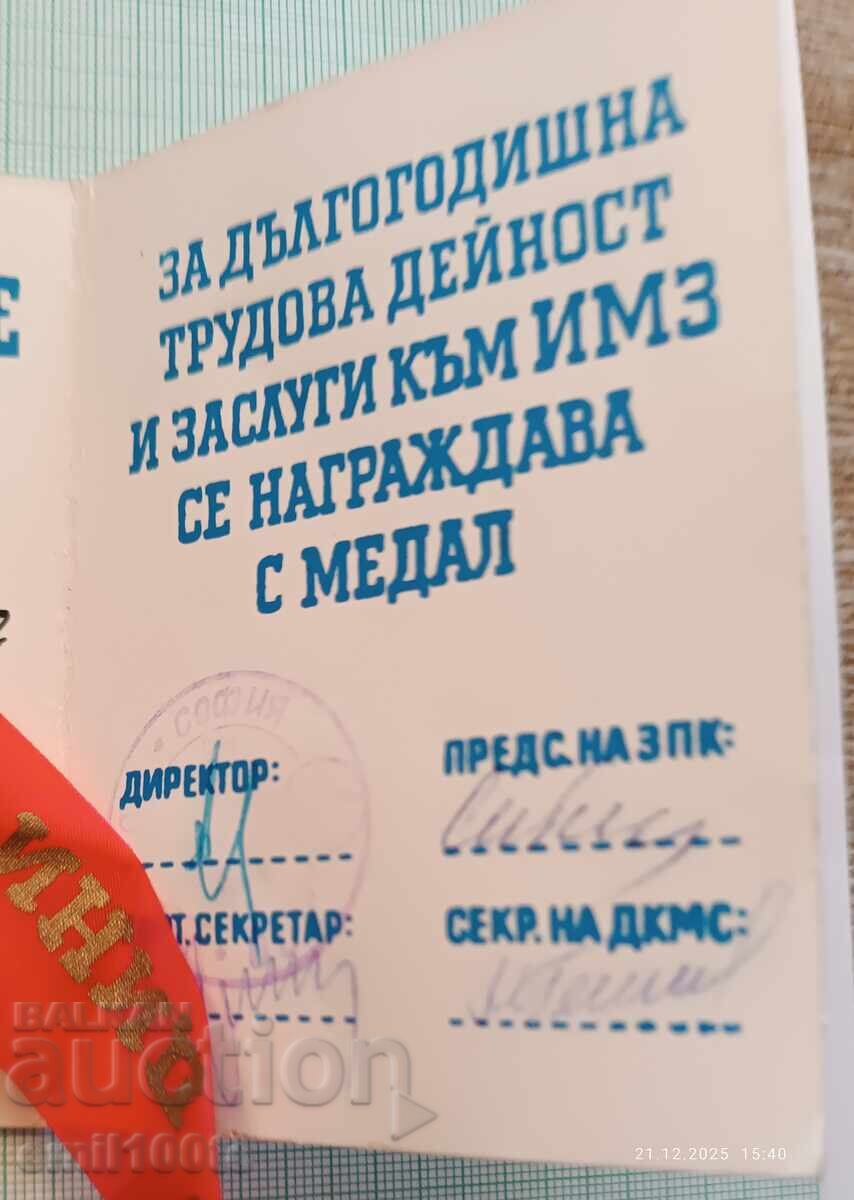 Е
ЗА ДЪЛГОГОДИШНА
ТРУДОВА ДЕЙНОСТ
И ЗАСЛУГИ КЪМ ИМЗ
СЕ НАГРАЖДАВА
С МЕДАЛ
СОФИЯ
ДИРЕКТОР:
ПРЕДС. НА ЗПК:
Т. СЕКРЕТАР:
СЕКР. НА ДКМС:
BALKAN
auction
emil1001
21.12.2025 15:40